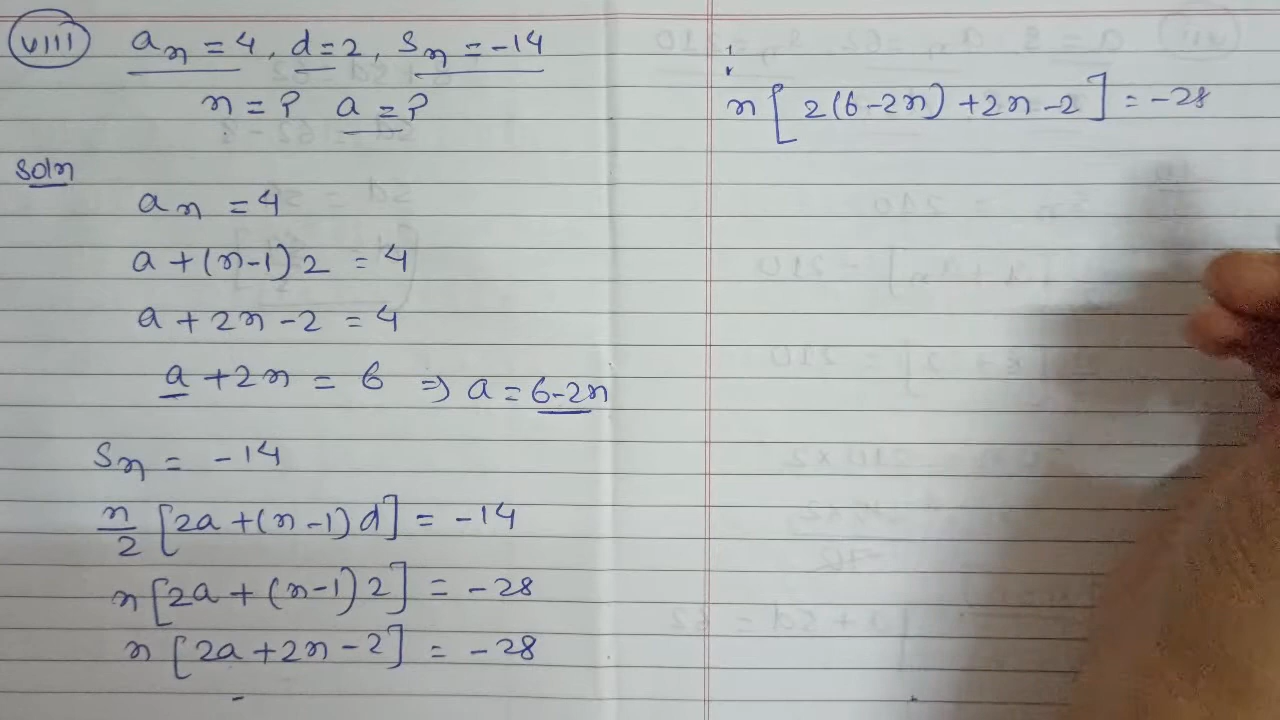 (viii) aₙ = 4, d = 2, Sₙ = -14
n = ? a = ?
Soln
aₙ = 4
a + (n-1) 2 = 4
a + 2n - 2 = 4
a + 2n = 6 ⇒ a = 6-2n
Sₙ = -14
n/2 [2a + (n-1) d] = -14
n [2a + (n-1) 2] = -28
n [2a + 2n - 2] = -28
n [2(6-2n) + 2n - 2] = -28